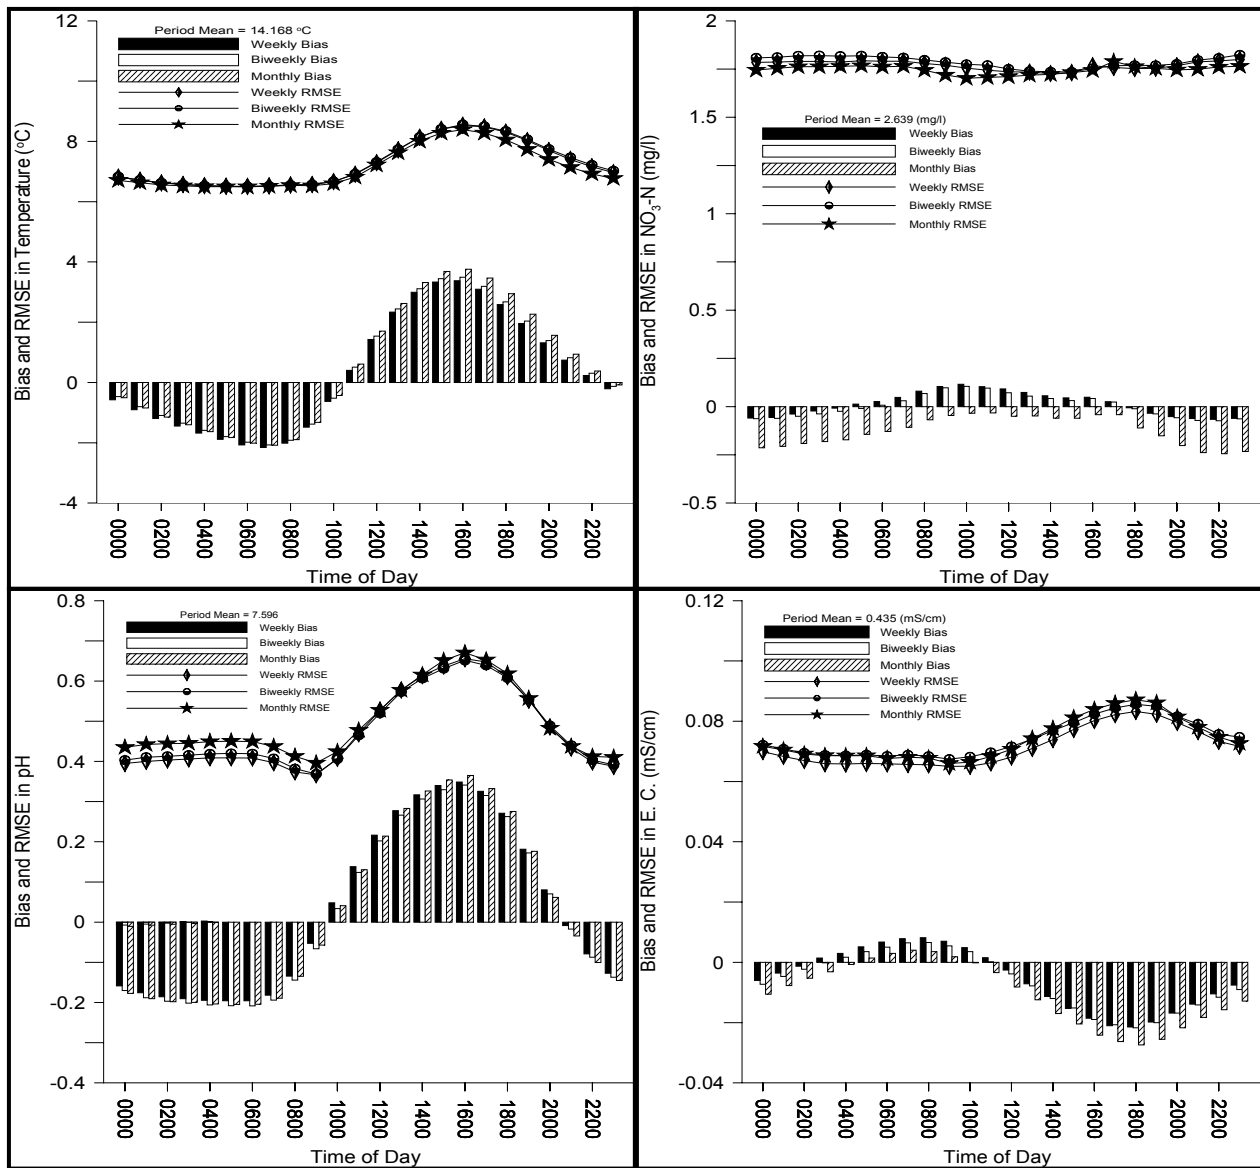 Period Mean = 14.168 °C
Weekly Bias
Biweekly Bias
Monthly Bias
Weekly RMSE
Biweekly RMSE
Monthly RMSE
Bias and RMSE in Temperature (°C)
12
8
4
0
-4
0000
0200
0400
0600
0800
1000
1200
1400
1600
1800
2000
2200
Time of Day
Period Mean = 2.639 (mg/l)
Weekly Bias
Biweekly Bias
Monthly Bias
Weekly RMSE
Biweekly RMSE
Monthly RMSE
Bias and RMSE in NO₃-N (mg/l)
2
1.5
1
0.5
0
-0.5
0000
0200
0400
0600
0800
1000
1200
1400
1600
1800
2000
2200
Time of Day
Period Mean = 7.596
Weekly Bias
Biweekly Bias
Monthly Bias
Weekly RMSE
Biweekly RMSE
Monthly RMSE
Bias and RMSE in pH
0.8
0.6
0.4
0.2
0
-0.2
-0.4
0000
0200
0400
0600
0800
1000
1200
1400
1600
1800
2000
2200
Time of Day
Period Mean = 0.435 (mS/cm)
Weekly Bias
Biweekly Bias
Monthly Bias
Weekly RMSE
Biweekly RMSE
Monthly RMSE
Bias and RMSE in E. C. (mS/cm)
0.12
0.08
0.04
0
-0.04
0000
0200
0400
0600
0800
1000
1200
1400
1600
1800
2000
2200
Time of Day